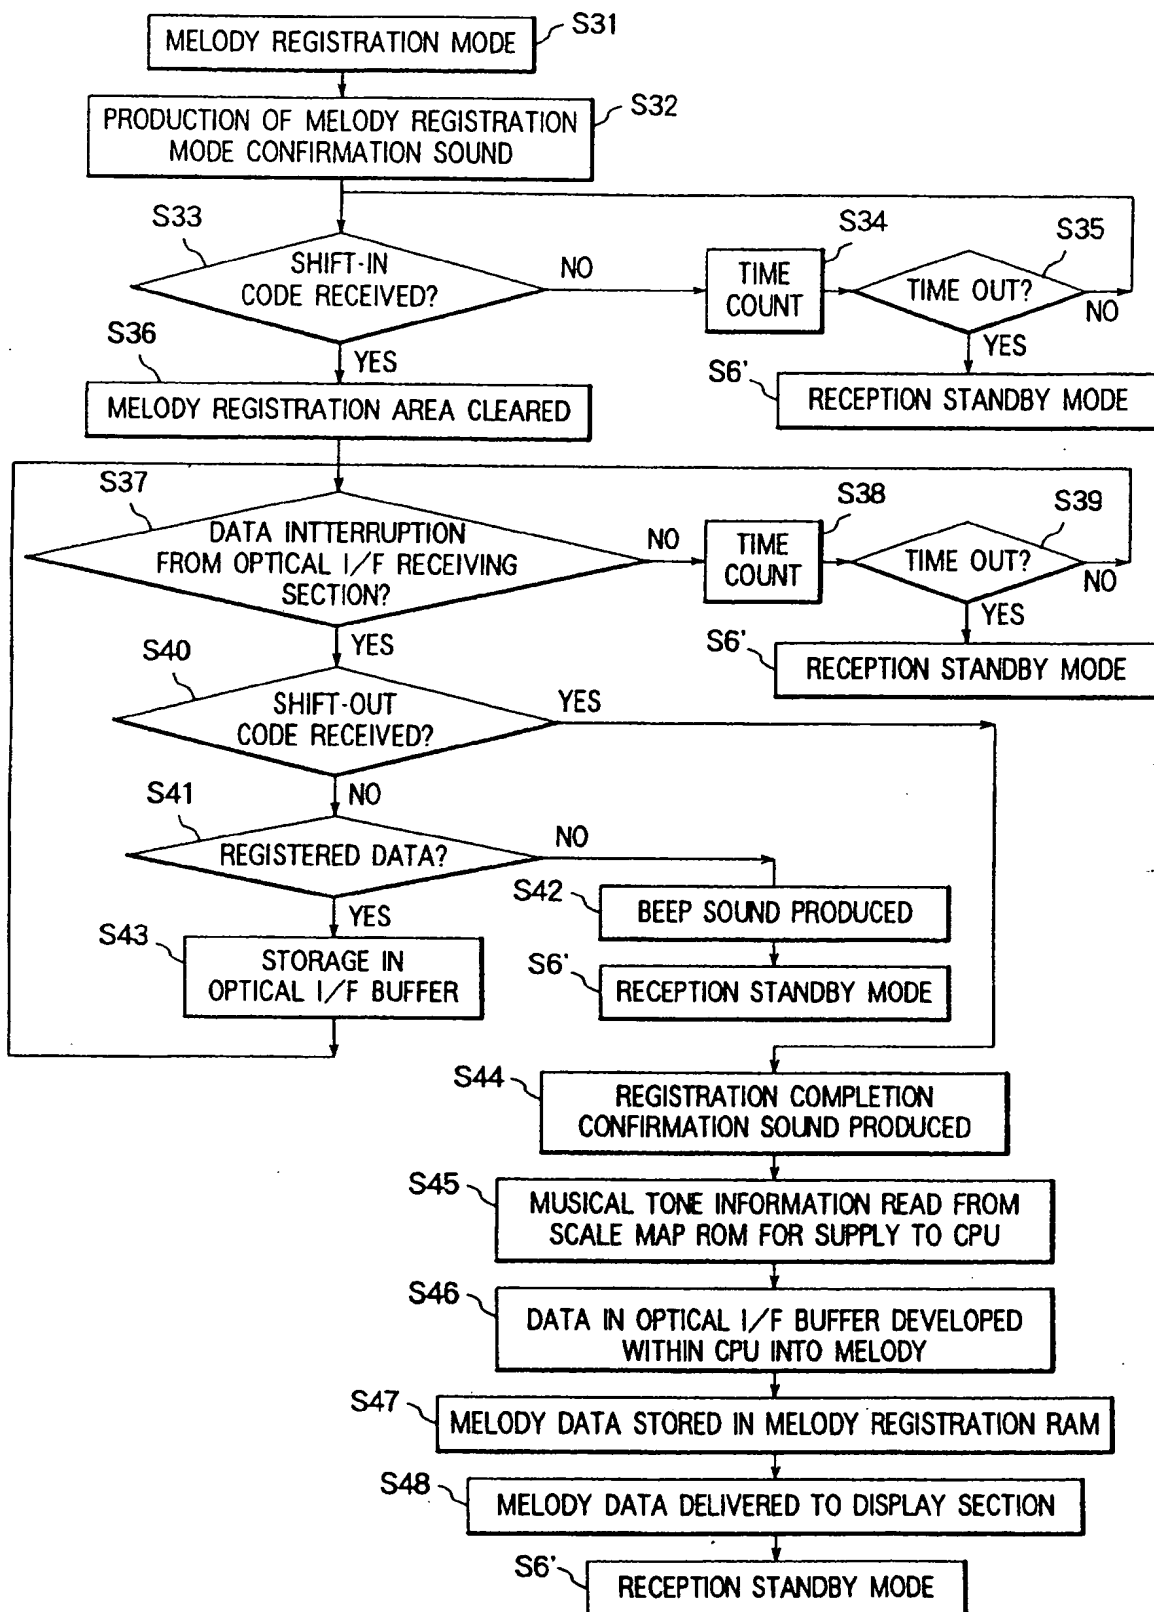 S31
MELODY REGISTRATION MODE
S32
PRODUCTION OF MELODY REGISTRATION
MODE CONFIRMATION SOUND
S33
SHIFT-IN
CODE RECEIVED?
NO
S34
TIME
COUNT
S35
TIME OUT?
NO
YES
S6'
RECEPTION STANDBY MODE
YES
S36
MELODY REGISTRATION AREA CLEARED
S37
DATA INTTERRUPTION
FROM OPTICAL I/F RECEIVING
SECTION?
NO
S38
TIME
COUNT
S39
TIME OUT?
NO
YES
S6'
RECEPTION STANDBY MODE
YES
S40
SHIFT-OUT
CODE RECEIVED?
YES
NO
S41
REGISTERED DATA?
NO
S42
BEEP SOUND PRODUCED
S6'
RECEPTION STANDBY MODE
YES
S43
STORAGE IN
OPTICAL I/F BUFFER
S44
REGISTRATION COMPLETION
CONFIRMATION SOUND PRODUCED
S45
MUSICAL TONE INFORMATION READ FROM
SCALE MAP ROM FOR SUPPLY TO CPU
S46
DATA IN OPTICAL I/F BUFFER DEVELOPED
WITHIN CPU INTO MELODY
S47
MELODY DATA STORED IN MELODY REGISTRATION RAM
S48
MELODY DATA DELIVERED TO DISPLAY SECTION
S6'
RECEPTION STANDBY MODE